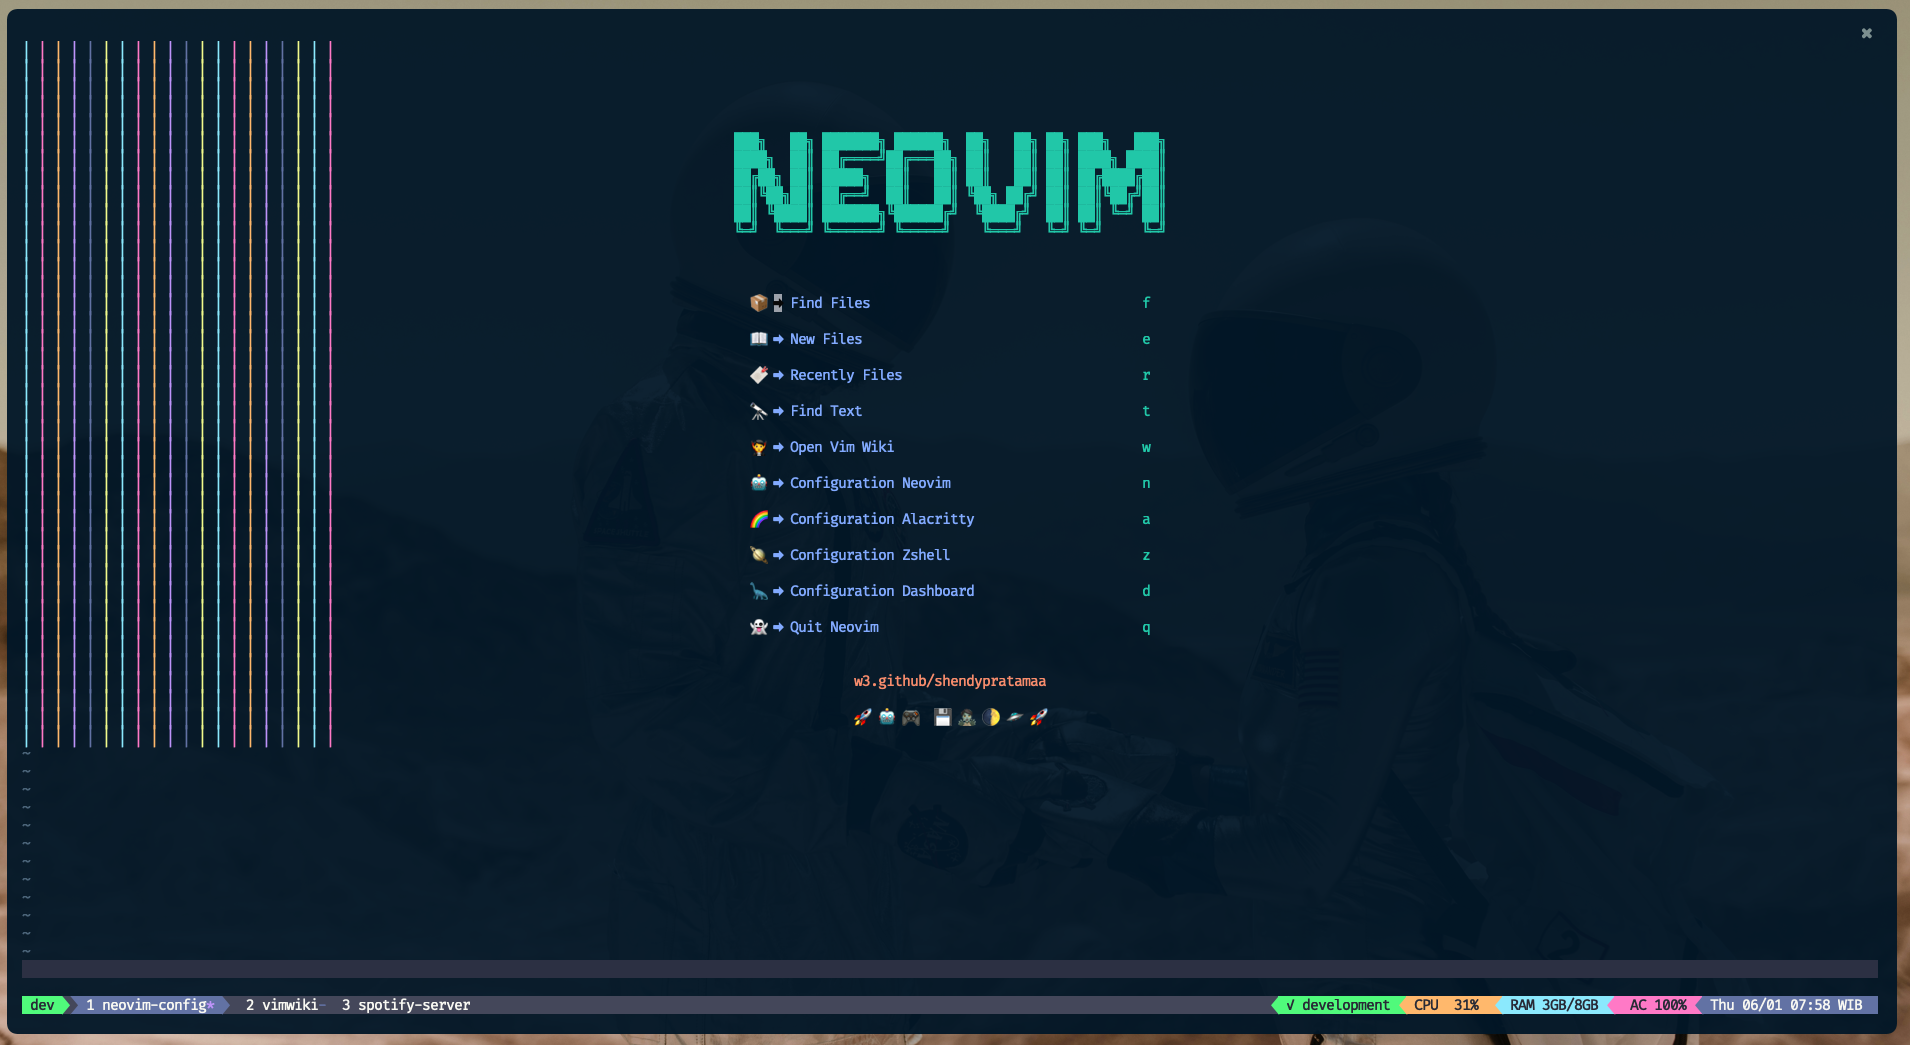 NEOVIM
Find Files f
New Files e
Recently Files r
Find Text t
Open Vim Wiki w
Configuration Neovim n
Configuration Alacritty a
Configuration Zshell z
Configuration Dashboard d
Quit Neovim q
w3.github/shendypratamaa
~
~
~
~
~
~
~
~
~
~
~
~
dev 1 neovim-config* 2 vimwiki- 3 spotify-server √ development CPU 31% RAM 3GB/8GB AC 100% Thu 06/01 07:58 WIB